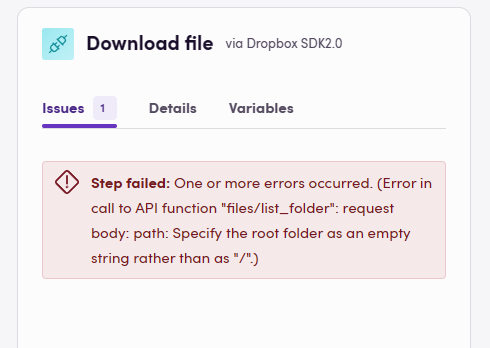 Download file via Dropbox SDK2.0
Issues 1 Details Variables
Step failed: One or more errors occurred. (Error in
call to API function "files/list_folder": request
body: path: Specify the root folder as an empty
string rather than as "/".)